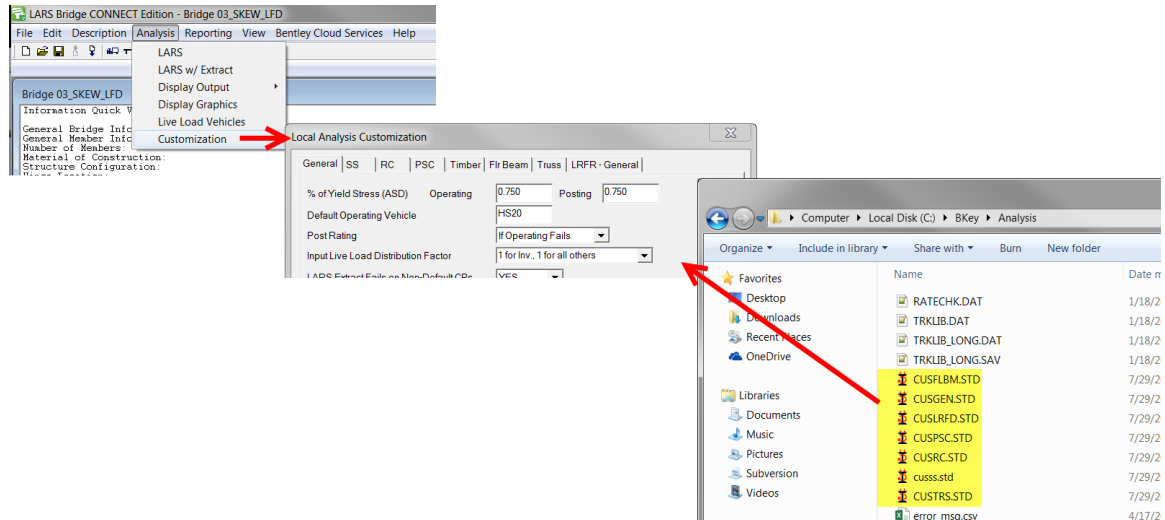 LARS Bridge CONNECT Edition - Bridge 03_SKEW_LFD
File Edit Description Analysis Reporting View Bentley Cloud Services Help
LARS
LARS w/ Extract
Display Output
Display Graphics
Live Load Vehicles
Customization
Bridge 03_SKEW_LFD
Information Quick
General Bridge
General Member
Number of Members:
Material of Construction:
Structure Configuration:
Local Analysis Customization
General SS RC PSC Timber Flr Beam Truss LRFR - General
% of Yield Stress (ASD) Operating 0.750 Posting 0.750
Default Operating Vehicle HS20
Post Rating If Operating Fails
Input Live Load Distribution Factor 1 for Inv., 1 for all others
LARS Extract Fails on Non-Default CPs YES
Computer Local Disk (C:) BKey Analysis
Organize Include in library Share with Burn New folder
Favorites
Desktop
Downloads
Recent Places
OneDrive
Libraries
Documents
Music
Pictures
Subversion
Videos
Name Date m
RATECHK.DAT 1/18/2
TRKLIB.DAT 1/18/2
TRKLIB_LONG.DAT 1/18/2
TRKLIB_LONG.SAV 1/18/2
CUSFLBM.STD 7/29/2
CUSGEN.STD 7/29/2
CUSLRFD.STD 7/29/2
CUSPSC.STD 7/29/2
CUSRC.STD 7/29/2
cusss.std 7/29/2
CUSTRS.STD 7/29/2
error_msg.csv 4/17/2